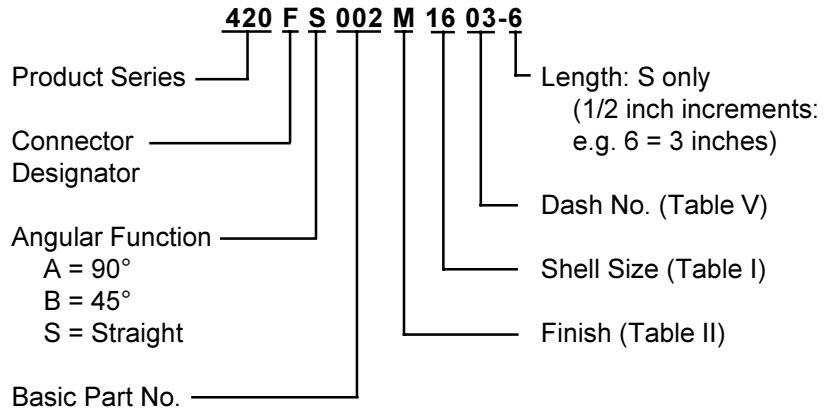 420 F S 002 M 16 03-6
Product Series
Connector
Designator
Angular Function
A = 90°
B = 45°
S = Straight
Basic Part No.
Length: S only
(1/2 inch increments:
e.g. 6 = 3 inches)
Dash No. (Table V)
Shell Size (Table I)
Finish (Table II)